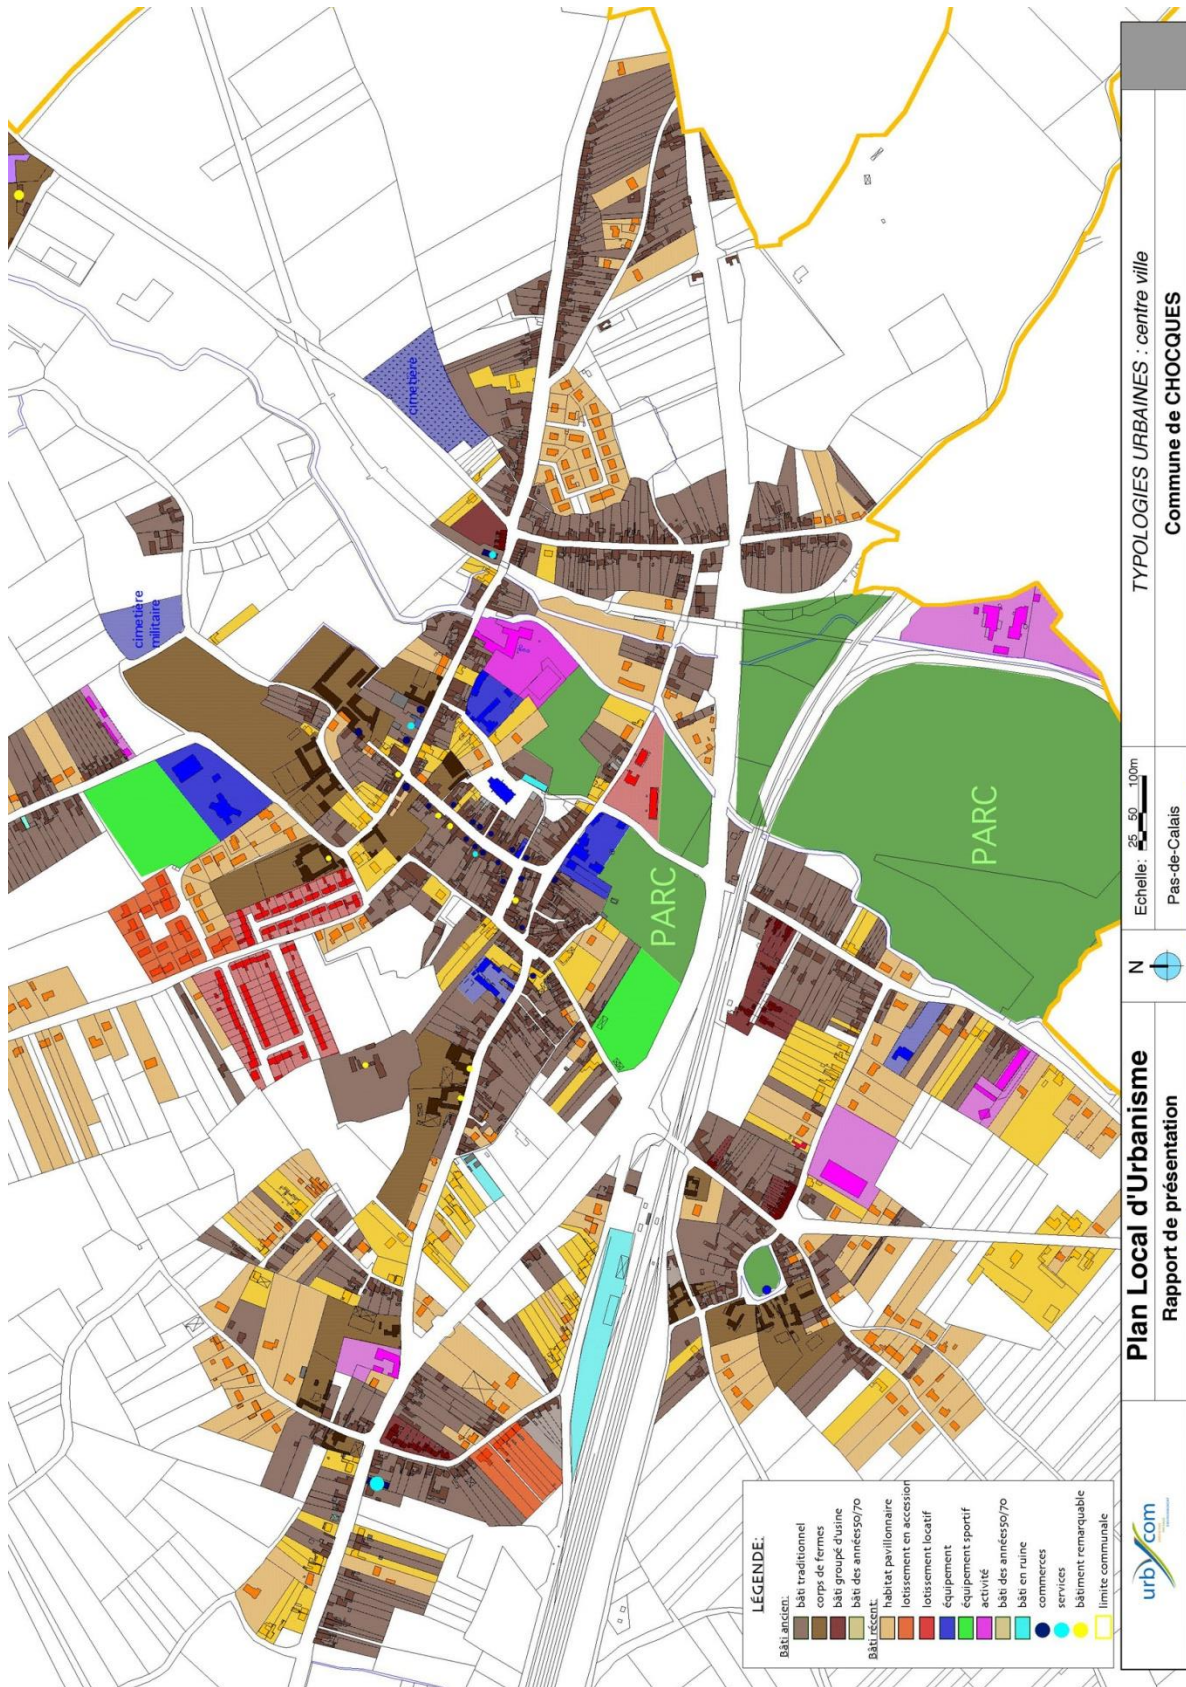 cimetière
cimetière
militaire
PARC
PARC
LÉGENDE:
Bâti ancien:
bâti traditionnel
corps de fermes
bâti groupé d'usine
bâti des années50/70
Bâti récent:
habitat pavillonnaire
lotissement en accession
lotissement locatif
équipement
équipement sportif
activité
bâti des années50/70
bâti en ruine
commerces
services
bâtiment remarquable
limite communale
urbycom
Plan Local d'Urbanisme
Rapport de présentation
N
Echelle: 25 50 100m
Pas-de-Calais
TYPOLOGIES URBAINES : centre ville
Commune de CHOCQUES